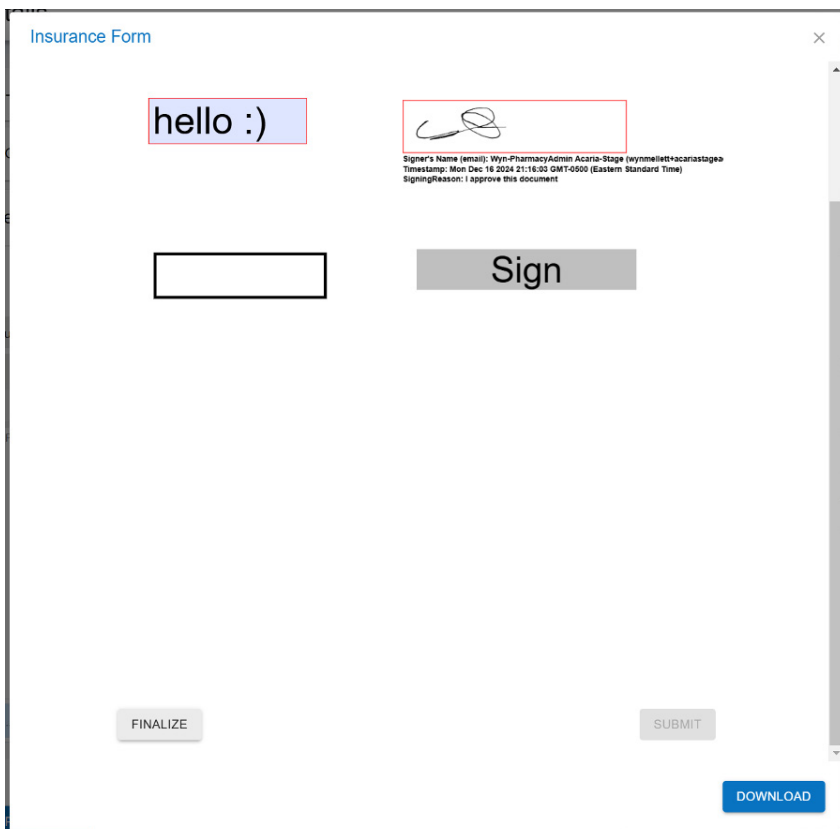 Insurance Form
hello :)
Signer's Name (email): Wyn-PharmacyAdmin Acaria-Stage (wynmellett+acariastagea
Timestamp: Mon Dec 16 2024 21:16:03 GMT-0500 (Eastern Standard Time)
SigningReason: I approve this document
Sign
FINALIZE
SUBMIT
DOWNLOAD